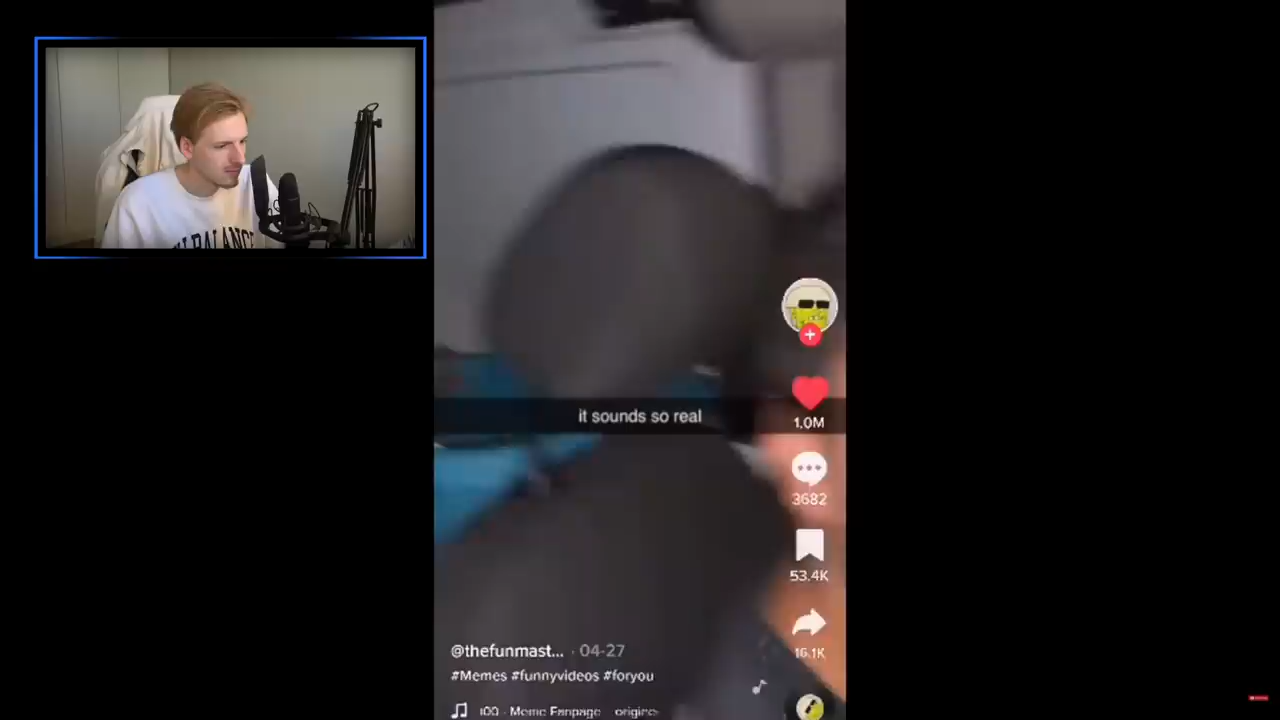 W BALANCE
it sounds so real
1.0M
3682
53.4K
16.1K
@thefunmast... · 04-27
#Memes #funnyvideos #foryou
Meme Fanpage